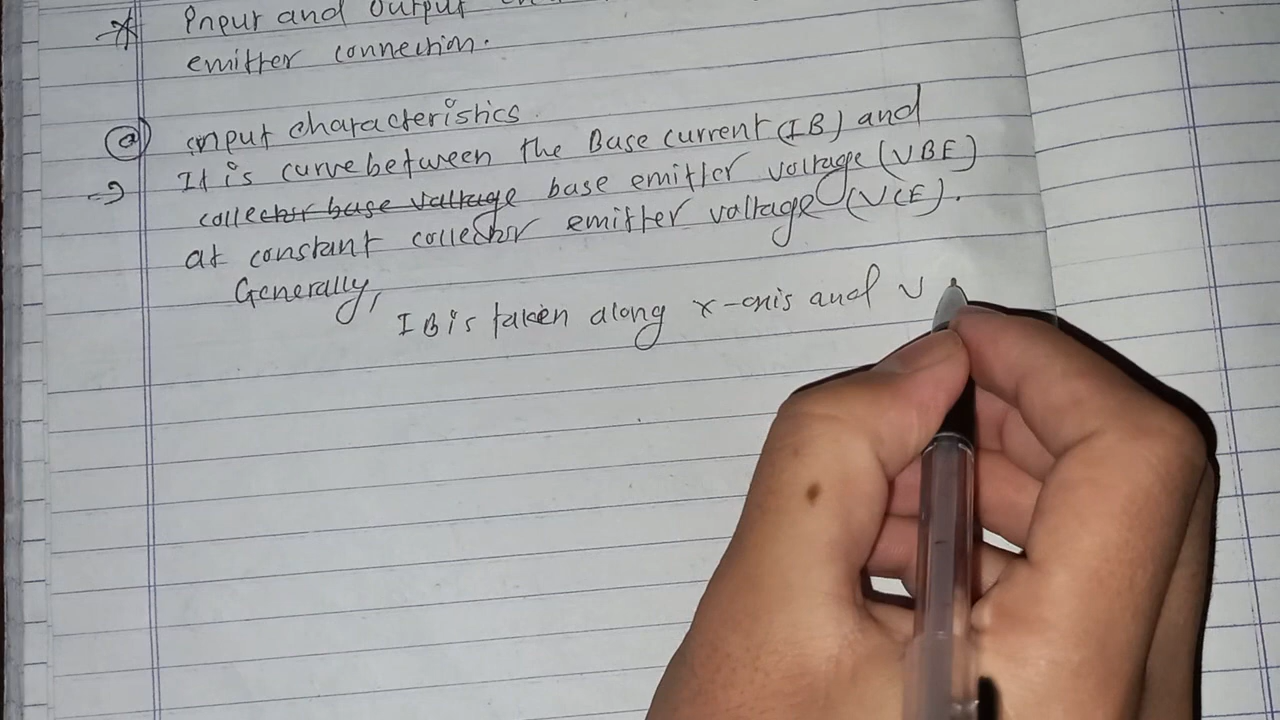 Input and Output
emitter connection.
(a) input characteristics.
→ It is curve between the Base current (IB) and
collector base valtage base emitter voltage (VBE)
at constant collector emitter voltage (VCE).
Generally,
IB is taken along x-axis and V